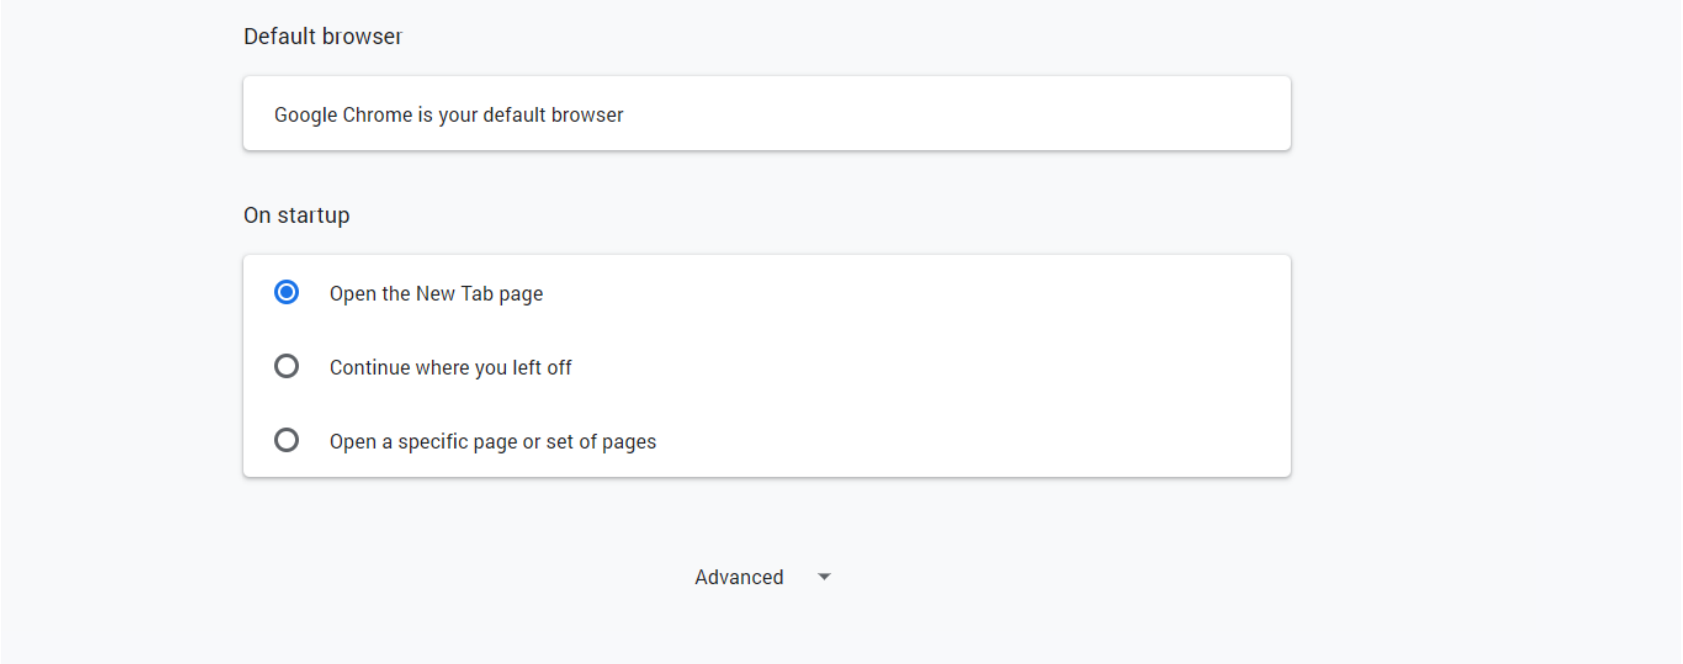 Default browser
Google Chrome is your default browser
On startup
Open the New Tab page
Continue where you left off
Open a specific page or set of pages
Advanced